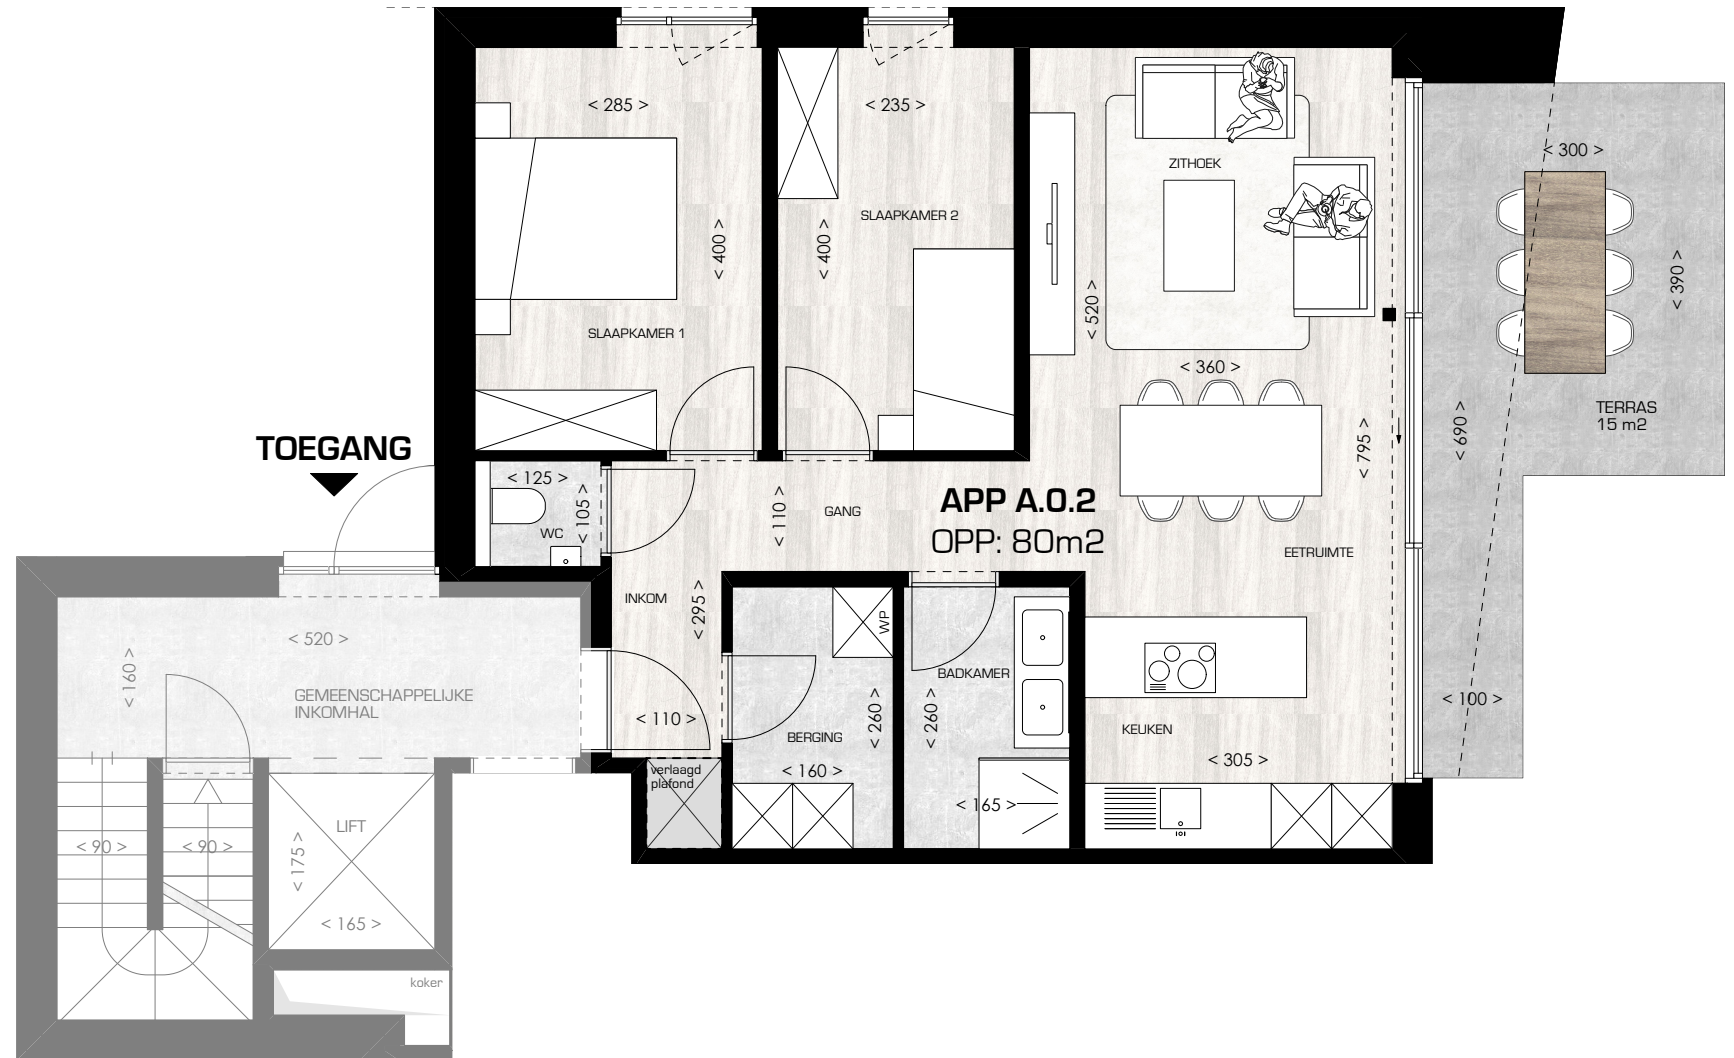 < 285 >
< 235 >
< 300 >
ZITHOEK
SLAAPKAMER 2
< 400 >
< 400 >
< 390 >
< 520 >
SLAAPKAMER 1
< 360 >
TERRAS
15 m2
< 690 >
< 795 >
TOEGANG
< 125 >
< 105 >
WC
< 110 >
GANG
APP A.0.2
OPP: 80m2
EETRUIMTE
INKOM
< 295 >
WP
< 520 >
< 160 >
GEMEENSCHAPPELIJKE
INKOMHAL
BADKAMER
< 110 >
< 260 >
< 260 >
< 100 >
BERGING
KEUKEN
< 160 >
< 305 >
verlaagd
plafond
< 165 >
LIFT
< 90 >
< 90 >
< 175 >
< 165 >
koker